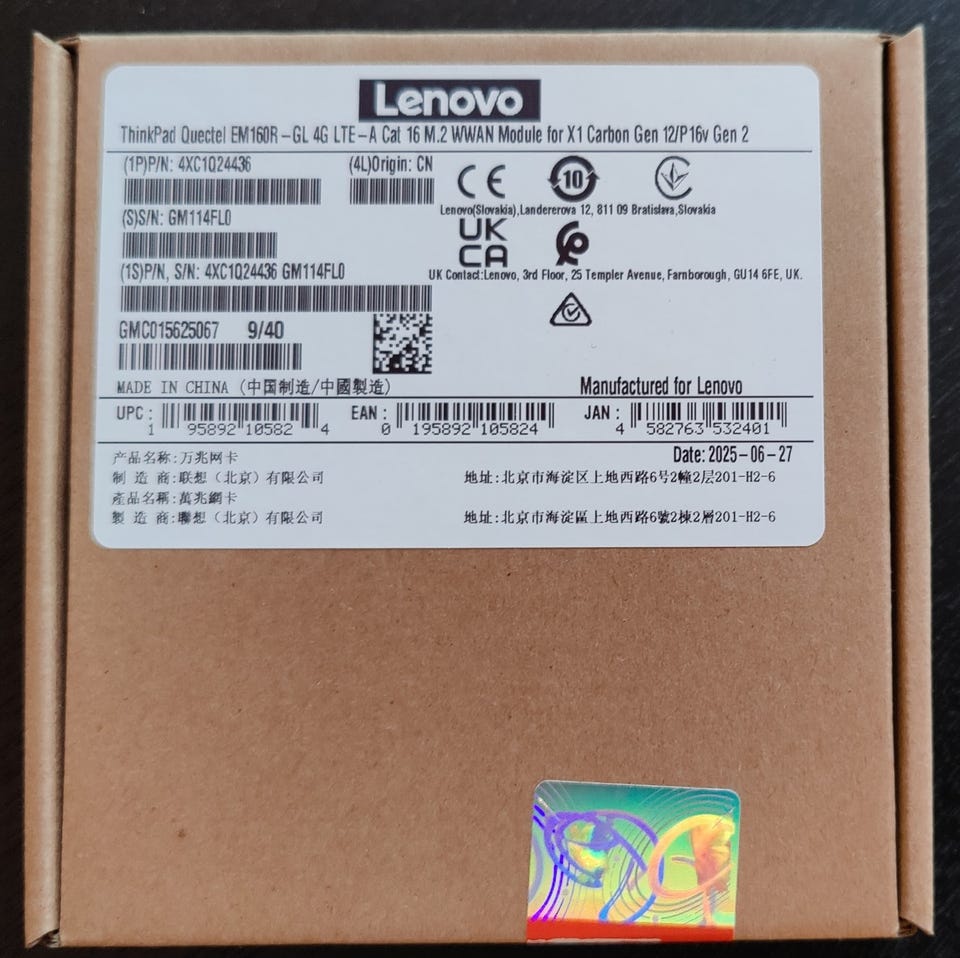 Lenovo
ThinkPad Quectel EM160R-GL 4G LTE-A Cat 16 M.2 WWAN Module for X1 Carbon Gen 12/P16v Gen 2
(1P)P/N: 4XC1Q24436 (4L)Origin: CN
CE 10
(S)S/N: GM114FL0
Lenovo(Slovakia),Landererova 12, 811 09 Bratislava,Slovakia
UK
CA
(1S)P/N, S/N: 4XC1Q24436 GM114FL0
UK Contact:Lenovo, 3rd Floor, 25 Templer Avenue, Farnborough, GU14 6FE, UK.
GMC015625067 9/40
MADE IN CHINA (中国制造/中國製造)
Manufactured for Lenovo
UPC: 1 95892 10582 4 EAN: 0 195892 105824 JAN: 4 582763 532401
Date: 2025-06-27
产品名称:万兆网卡
制 造 商:联想（北京）有限公司 地址:北京市海淀区上地西路6号2幢2层201-H2-6
產品名稱:萬兆網卡
製 造 商:聯想（北京）有限公司 地址:北京市海淀區上地西路6號2棟2層201-H2-6